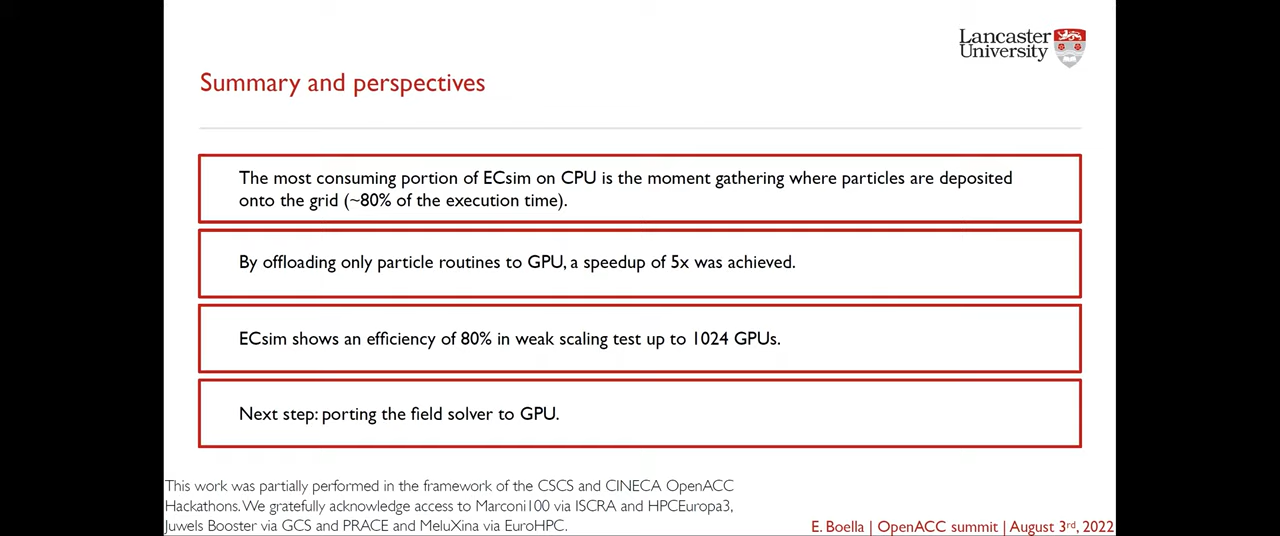 Lancaster
University
Summary and perspectives
The most consuming portion of ECsim on CPU is the moment gathering where particles are deposited
onto the grid (~80% of the execution time).
By offloading only particle routines to GPU, a speedup of 5x was achieved.
ECsim shows an efficiency of 80% in weak scaling test up to 1024 GPUs.
Next step: porting the field solver to GPU.
This work was partially performed in the framework of the CSCS and CINECA OpenACC
Hackathons. We gratefully acknowledge access to Marconi100 via ISCRA and HPCEuropa3,
Juwels Booster via GCS and PRACE and MeluXina via EuroHPC.
E. Boella | OpenACC summit | August 3rd, 2022